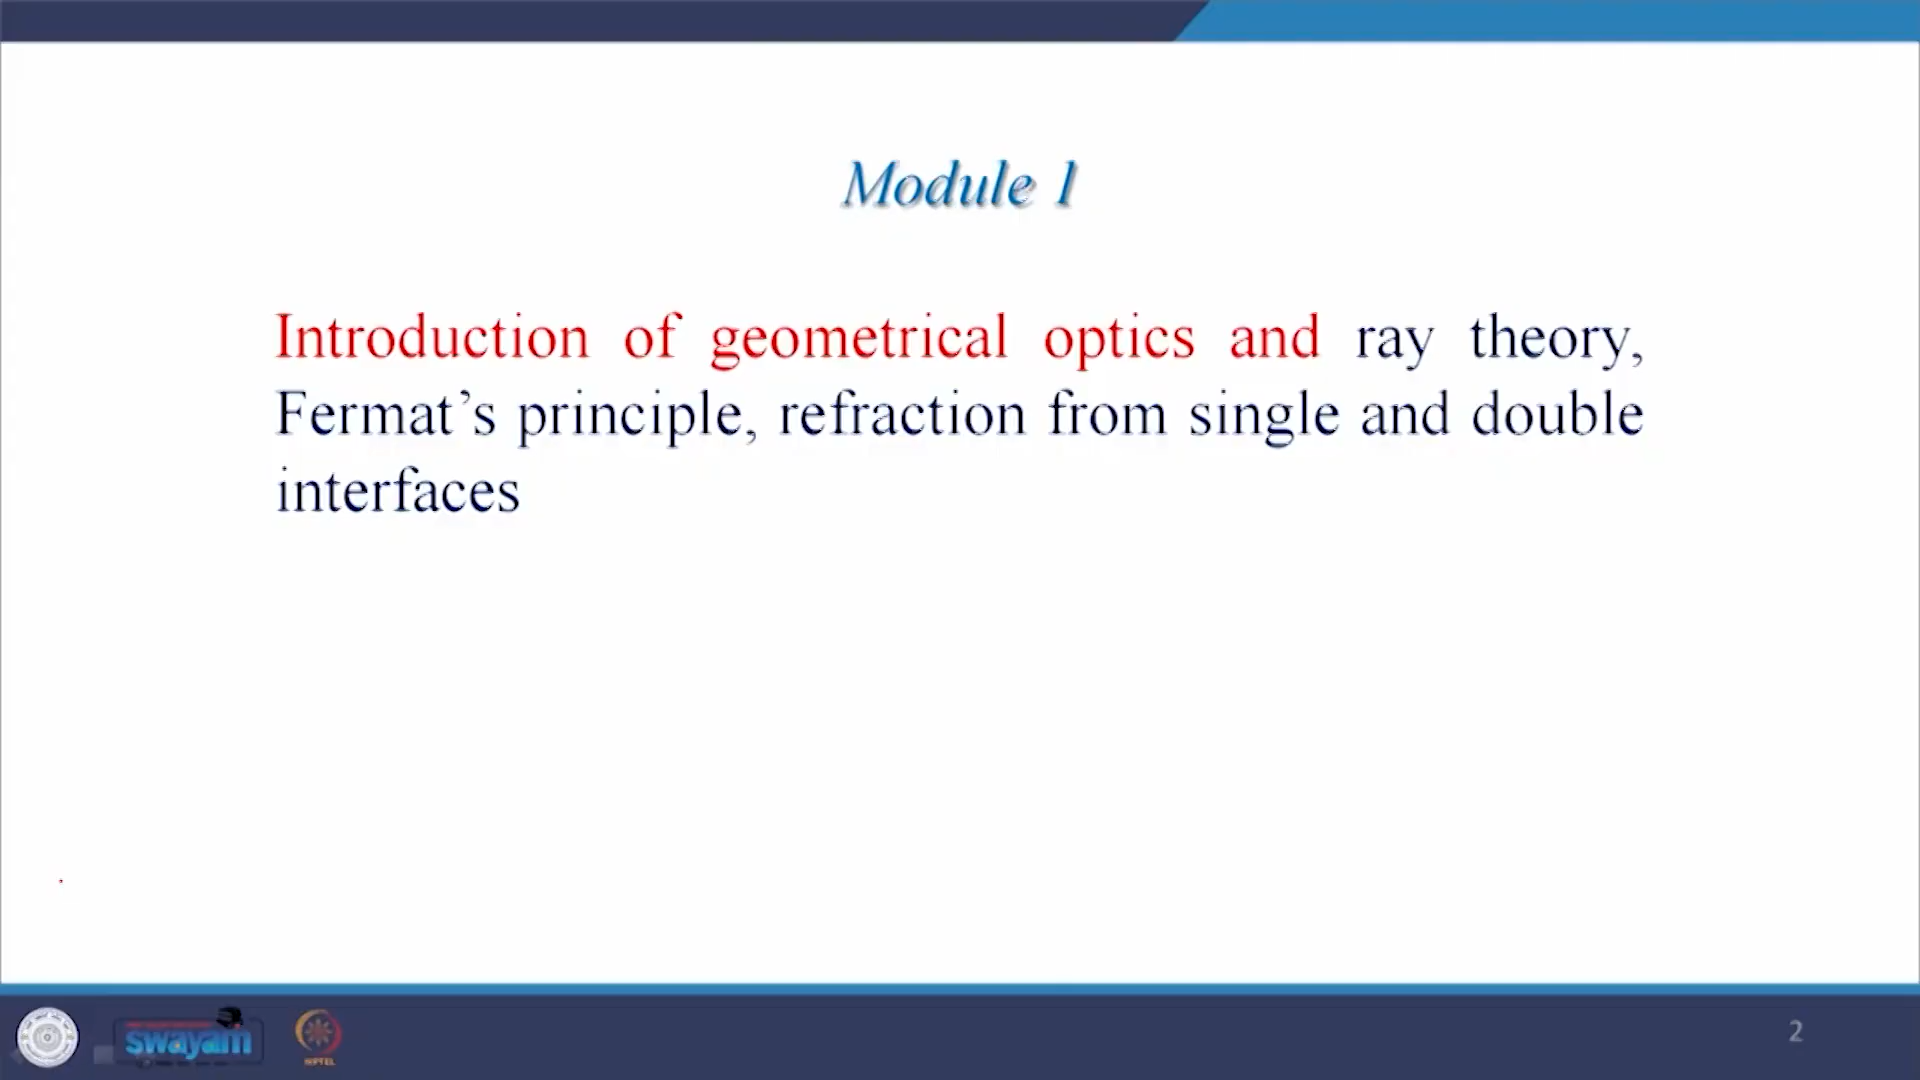 Module 1
Introduction of geometrical optics and ray theory,
Fermat’s principle, refraction from single and double
interfaces
swayam
NPTEL
2